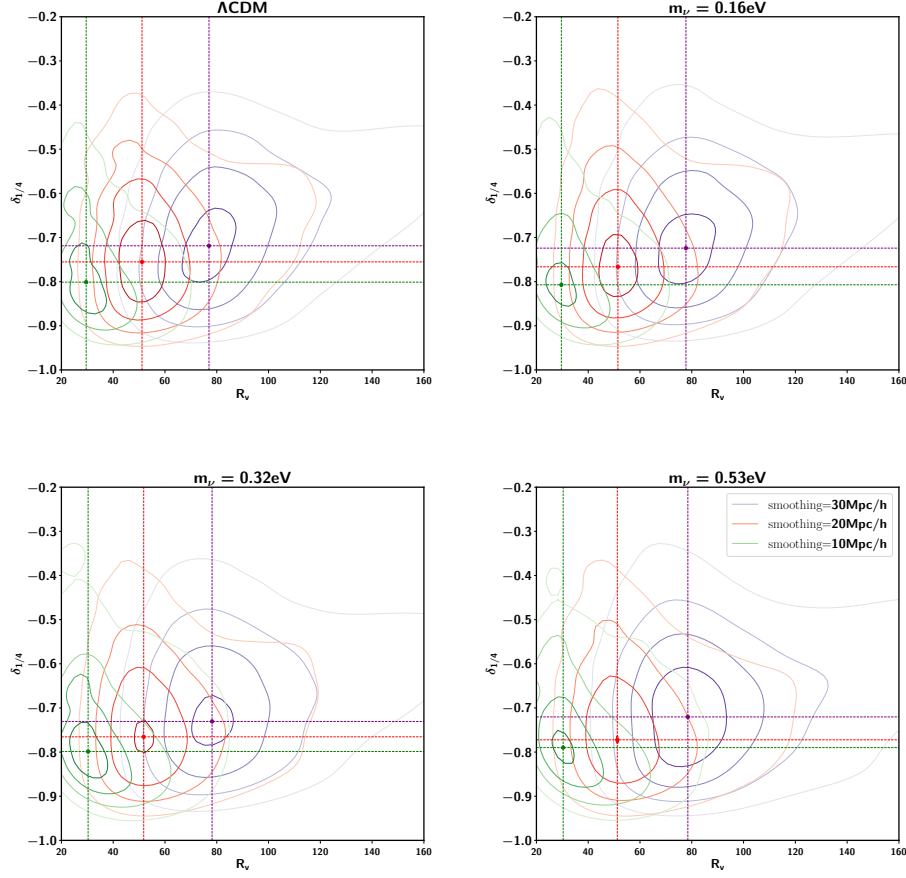 ΛCDM
−0.2
−0.3
−0.4
−0.5
−0.6
−0.7
−0.8
−0.9
−1.0
δ1/4
20 40 60 80 100 120 140 160
Rv
mν = 0.16eV
−0.2
−0.3
−0.4
−0.5
−0.6
−0.7
−0.8
−0.9
−1.0
δ1/4
20 40 60 80 100 120 140 160
Rv
mν = 0.32eV
−0.2
−0.3
−0.4
−0.5
−0.6
−0.7
−0.8
−0.9
−1.0
δ1/4
20 40 60 80 100 120 140 160
Rv
mν = 0.53eV
−0.2
−0.3
−0.4
−0.5
−0.6
−0.7
−0.8
−0.9
−1.0
δ1/4
20 40 60 80 100 120 140 160
Rv
smoothing=30Mpc/h
smoothing=20Mpc/h
smoothing=10Mpc/h